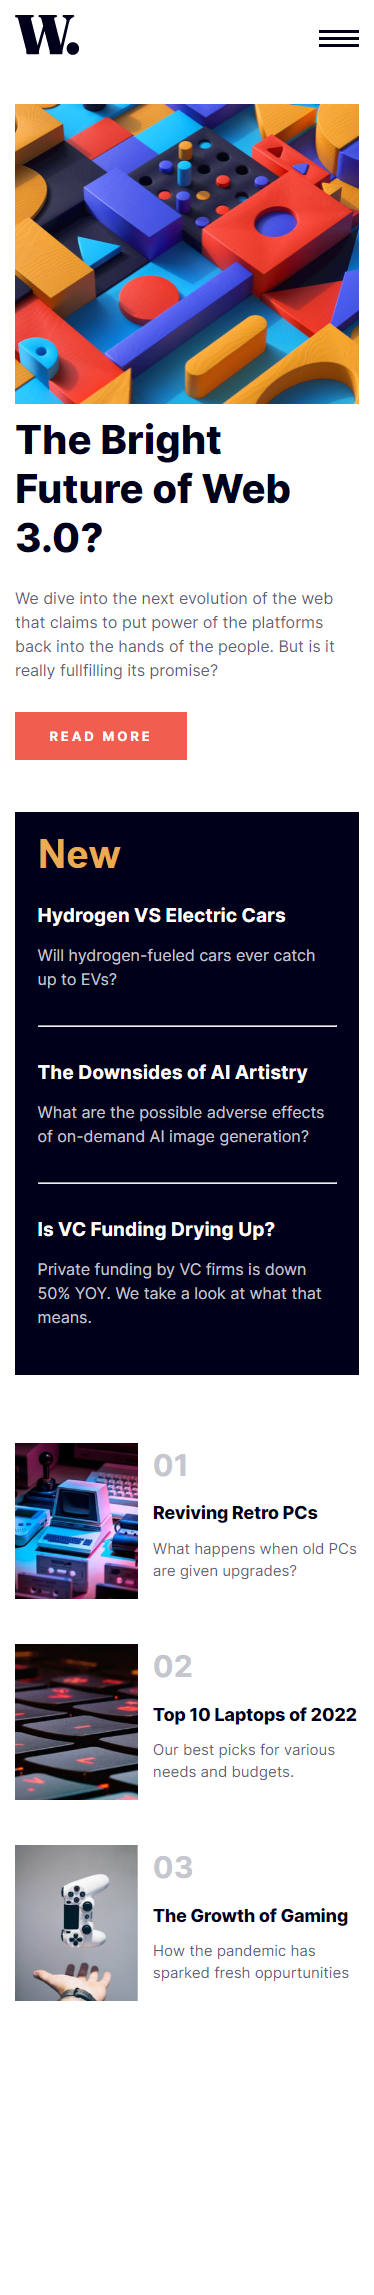 W.
The Bright
Future of Web
3.0?
We dive into the next evolution of the web
that claims to put power of the platforms
back into the hands of the people. But is it
really fullfilling its promise?
READ MORE
New
Hydrogen VS Electric Cars
Will hydrogen-fueled cars ever catch
up to EVs?
The Downsides of AI Artistry
What are the possible adverse effects
of on-demand AI image generation?
Is VC Funding Drying Up?
Private funding by VC firms is down
50% YOY. We take a look at what that
means.
01
Reviving Retro PCs
What happens when old PCs
are given upgrades?
02
Top 10 Laptops of 2022
Our best picks for various
needs and budgets.
03
The Growth of Gaming
How the pandemic has
sparked fresh oppurtunities